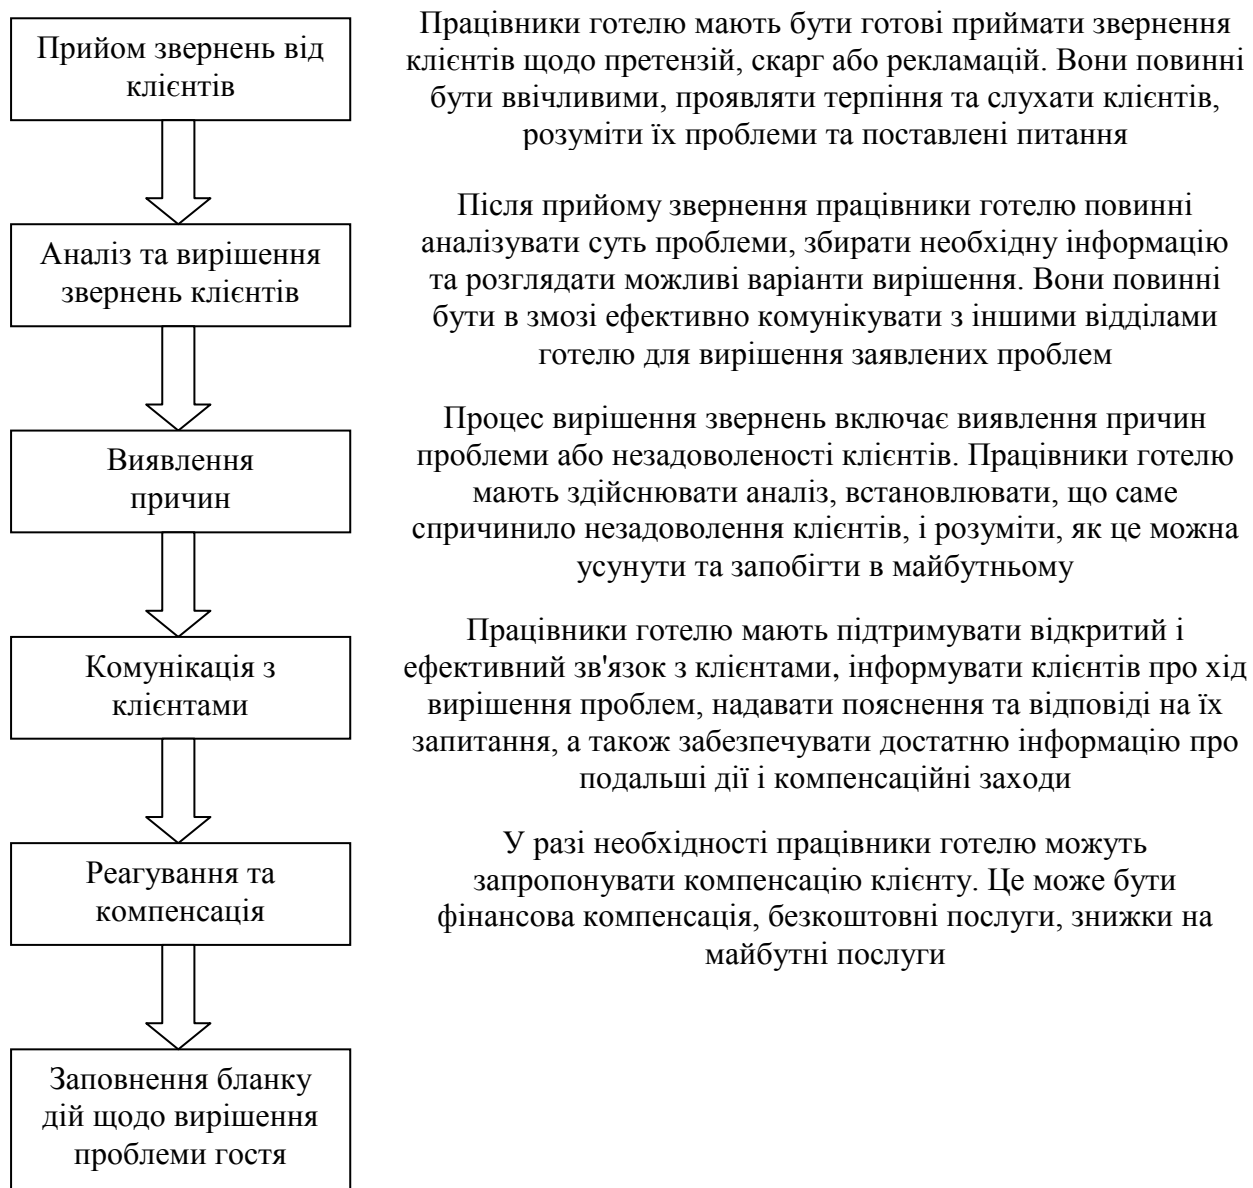 Прийом звернень від
клієнтів
Працівники готелю мають бути готові приймати звернення
клієнтів щодо претензій, скарг або рекламацій. Вони повинні
бути ввічливими, проявляти терпіння та слухати клієнтів,
розуміти їх проблеми та поставлені питання
Аналіз та вирішення
звернень клієнтів
Після прийому звернення працівники готелю повинні
аналізувати суть проблеми, збирати необхідну інформацію
та розглядати можливі варіанти вирішення. Вони повинні
бути в змозі ефективно комунікувати з іншими відділами
готелю для вирішення заявлених проблем
Виявлення
причин
Процес вирішення звернень включає виявлення причин
проблеми або незадоволеності клієнтів. Працівники готелю
мають здійснювати аналіз, встановлювати, що саме
спричинило незадоволення клієнтів, і розуміти, як це можна
усунути та запобігти в майбутньому
Комунікація з
клієнтами
Працівники готелю мають підтримувати відкритий і
ефективний зв'язок з клієнтами, інформувати клієнтів про хід
вирішення проблем, надавати пояснення та відповіді на їх
запитання, а також забезпечувати достатню інформацію про
подальші дії і компенсаційні заходи
Реагування та
компенсація
У разі необхідності працівники готелю можуть
запропонувати компенсацію клієнту. Це може бути
фінансова компенсація, безкоштовні послуги, знижки на
майбутні послуги
Заповнення бланку
дій щодо вирішення
проблеми гостя